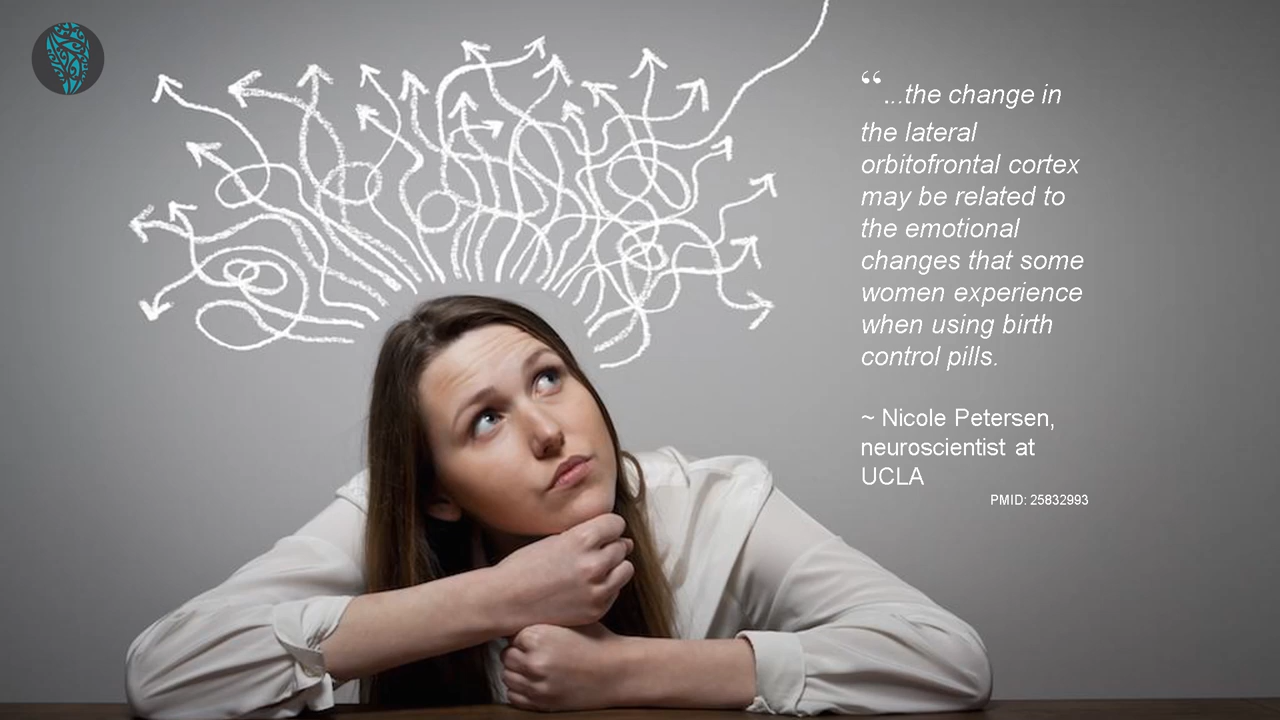 “...the change in
the lateral
orbitofrontal cortex
may be related to
the emotional
changes that some
women experience
when using birth
control pills.
~ Nicole Petersen,
neuroscientist at
UCLA
PMID: 25832993